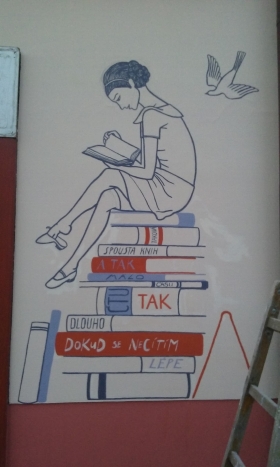 SPOUSTA KNIH
A TAK
MÁLO
TAK
DLOUHO
DOKUD SE NECÍTÍM
LÉPE